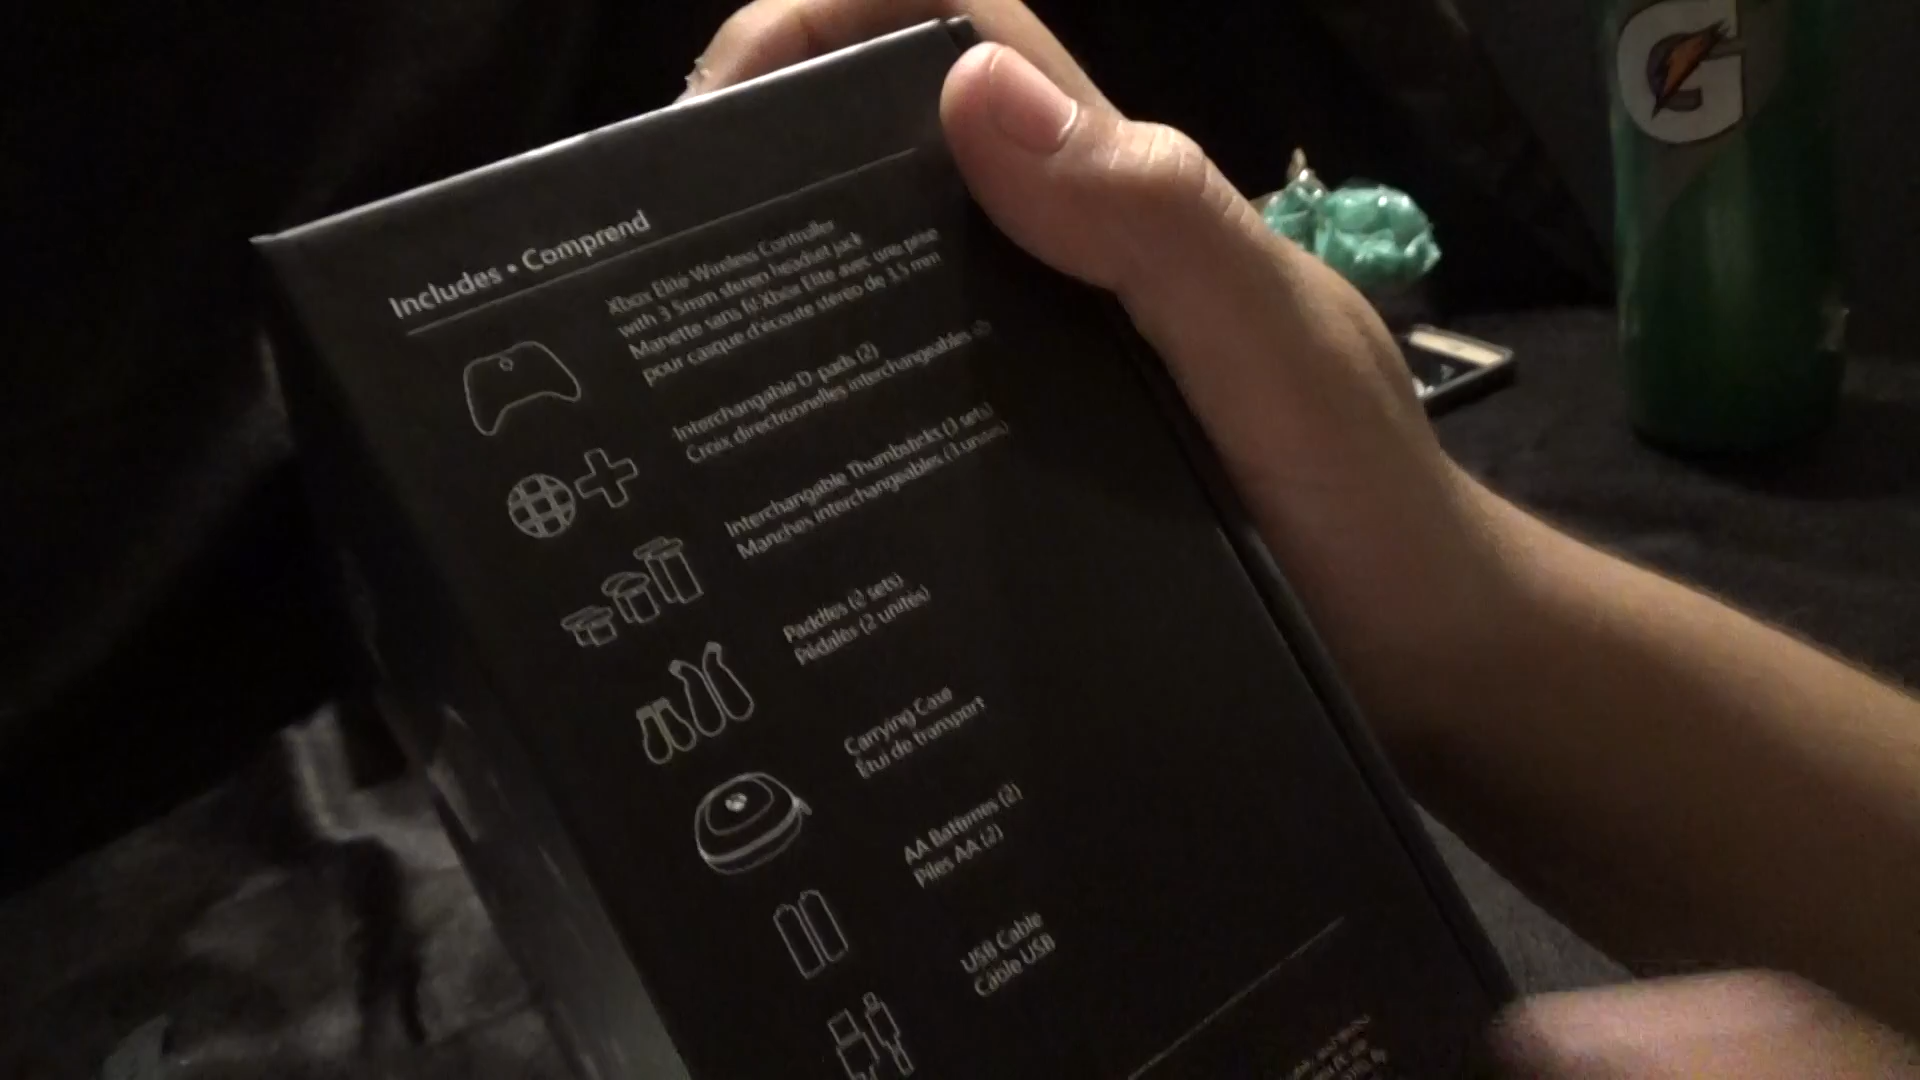 Includes • Comprend
Xbox Elite Wireless Controller
with 3.5mm stereo headset jack
Manette sans fil Xbox Elite avec une prise
pour casque d'écoute stéréo de 3.5 mm
Interchangable D-pads (2)
Croix directionnelles interchangeables (2)
Interchangable Thumbsticks (3 sets)
Manches interchangeables (3 unités)
Paddles (2 sets)
Pédales (2 unités)
Carrying Case
Étui de transport
AA Batteries (2)
Piles AA (2)
USB Cable
Câble USB
G